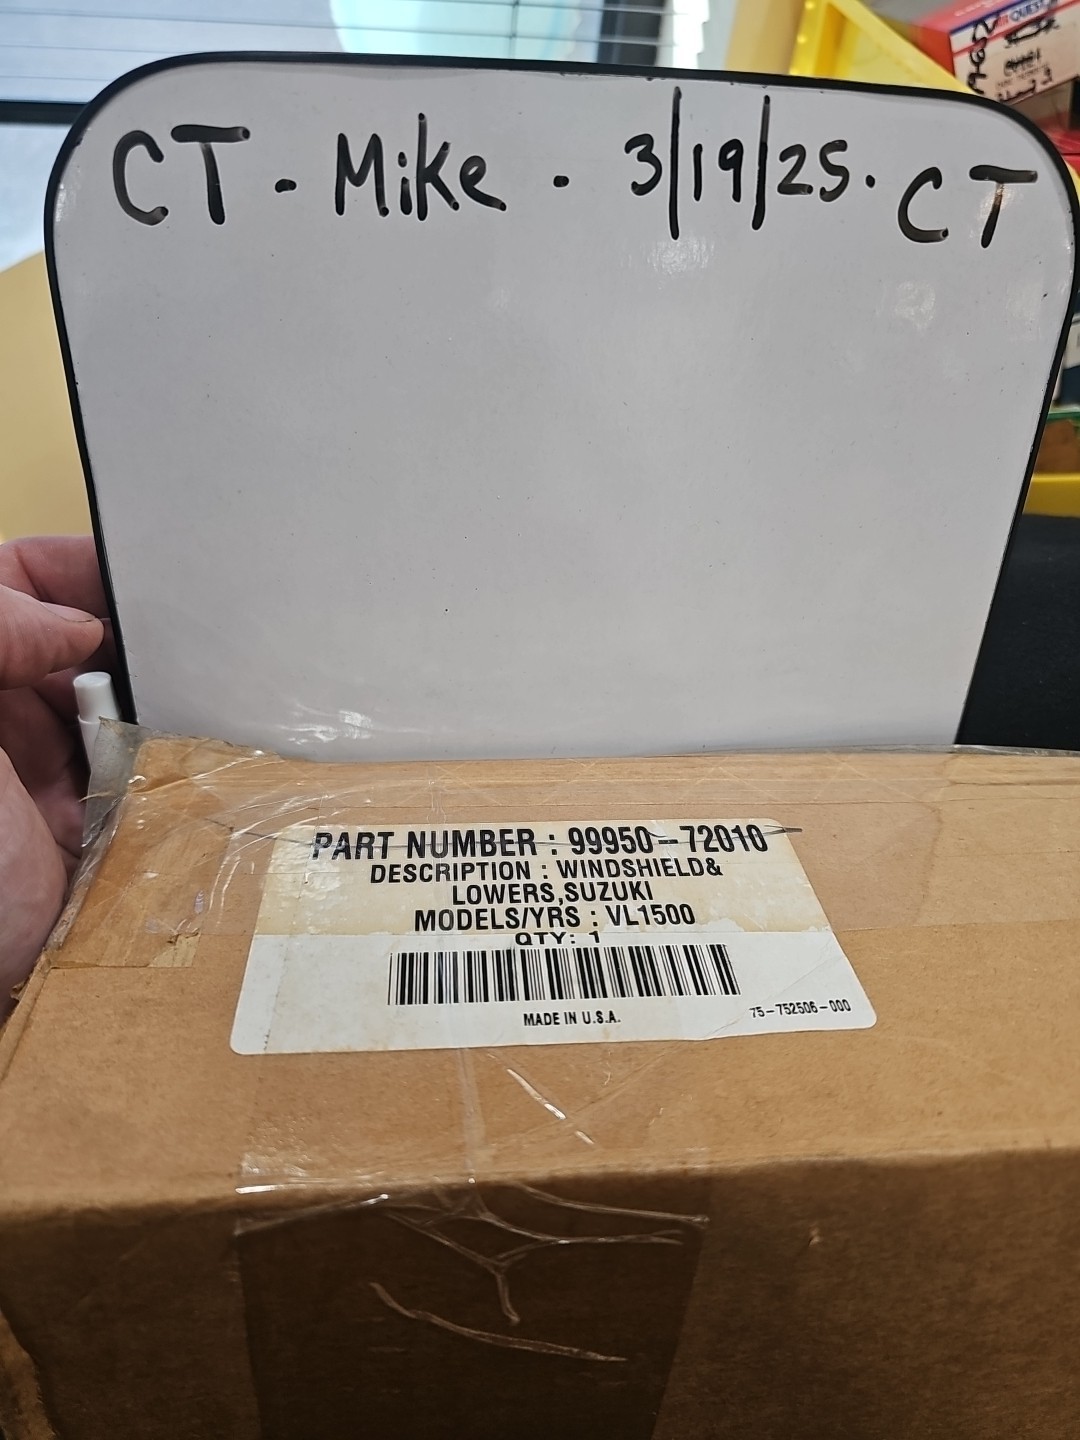 CT - Mike - 3/19/25. CT
QUEST
PART NUMBER : 99950-72010
DESCRIPTION : WINDSHIELD&
LOWERS,SUZUKI
MODELS/YRS : VL1500
QTY: 1
MADE IN U.S.A.
75-752506-000